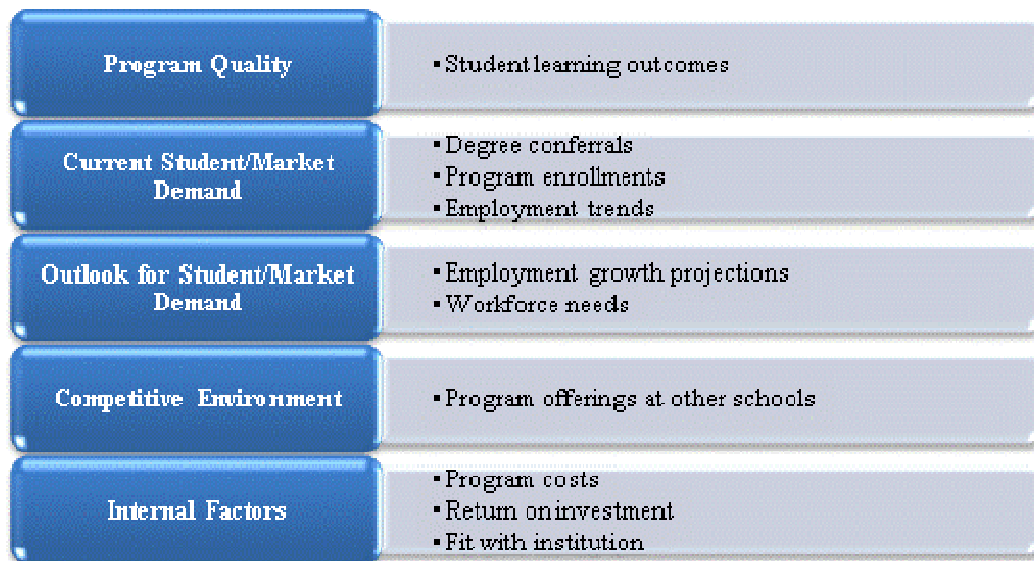 Program Quality
▪ Student learning outcomes
Current Student/Market
Demand
▪ Degree conferrals
▪ Program enrollments
▪ Employment trends
Outlook for Student/Market
Demand
▪ Employment growth projections
▪ Workforce needs
Competitive Environment
▪ Program offerings at other schools
Internal Factors
▪ Program costs
▪ Return on investment
▪ Fit with institution